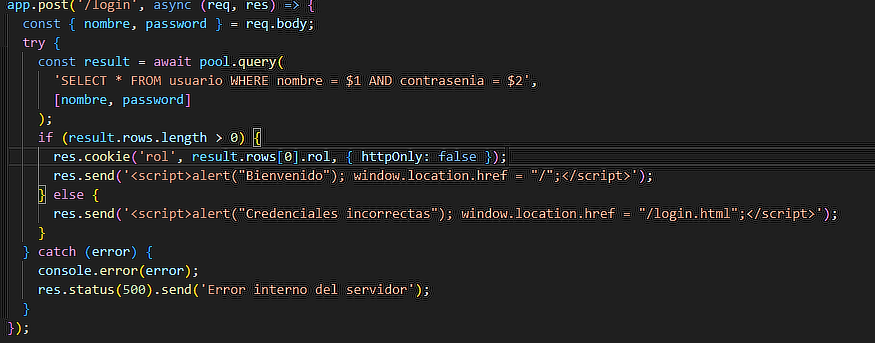 app.post('/login', async (req, res) => {
const { nombre, password } = req.body;
try {
const result = await pool.query(
'SELECT * FROM usuario WHERE nombre = $1 AND contrasenia = $2',
[nombre, password]
);
if (result.rows.length > 0) {
res.cookie('rol', result.rows[0].rol, { httpOnly: false });
res.send('<script>alert("Bienvenido"); window.location.href = "/";</script>');
} else {
res.send('<script>alert("Credenciales incorrectas"); window.location.href = "/login.html";</script>');
}
} catch (error) {
console.error(error);
res.status(500).send('Error interno del servidor');
}
});